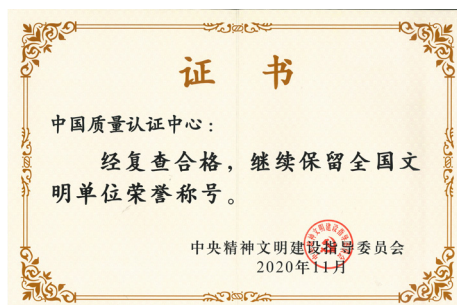 证书
中国质量认证中心：
经复查合格，继续保留全国文
明单位荣誉称号。
中央精神文明建设指导委员会
2020年11月